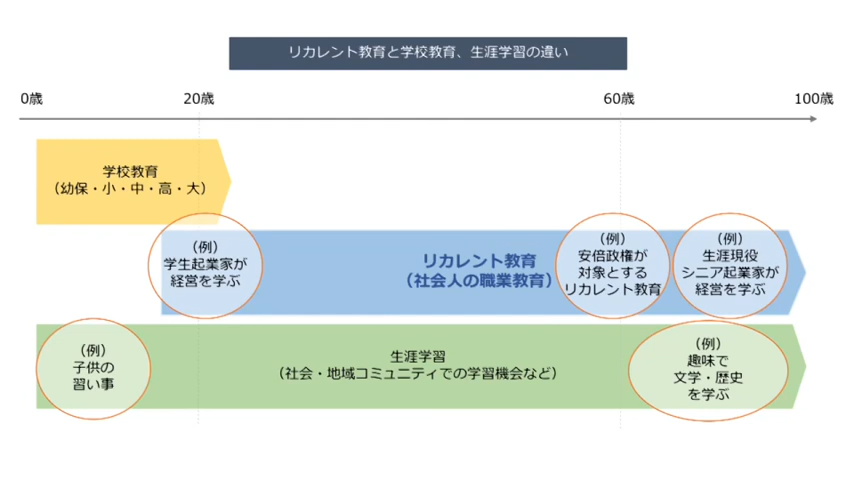 リカレント教育と学校教育、生涯学習の違い
0歳
20歳
60歳
100歳
学校教育
（幼保・小・中・高・大）
（例）
学生起業家が
経営を学ぶ
リカレント教育
（社会人の職業教育）
（例）
安倍政権が
対象とする
リカレント教育
（例）
生涯現役
シニア起業家が
経営を学ぶ
（例）
子供の
習い事
生涯学習
（社会・地域コミュニティでの学習機会など）
（例）
趣味で
文学・歴史
を学ぶ